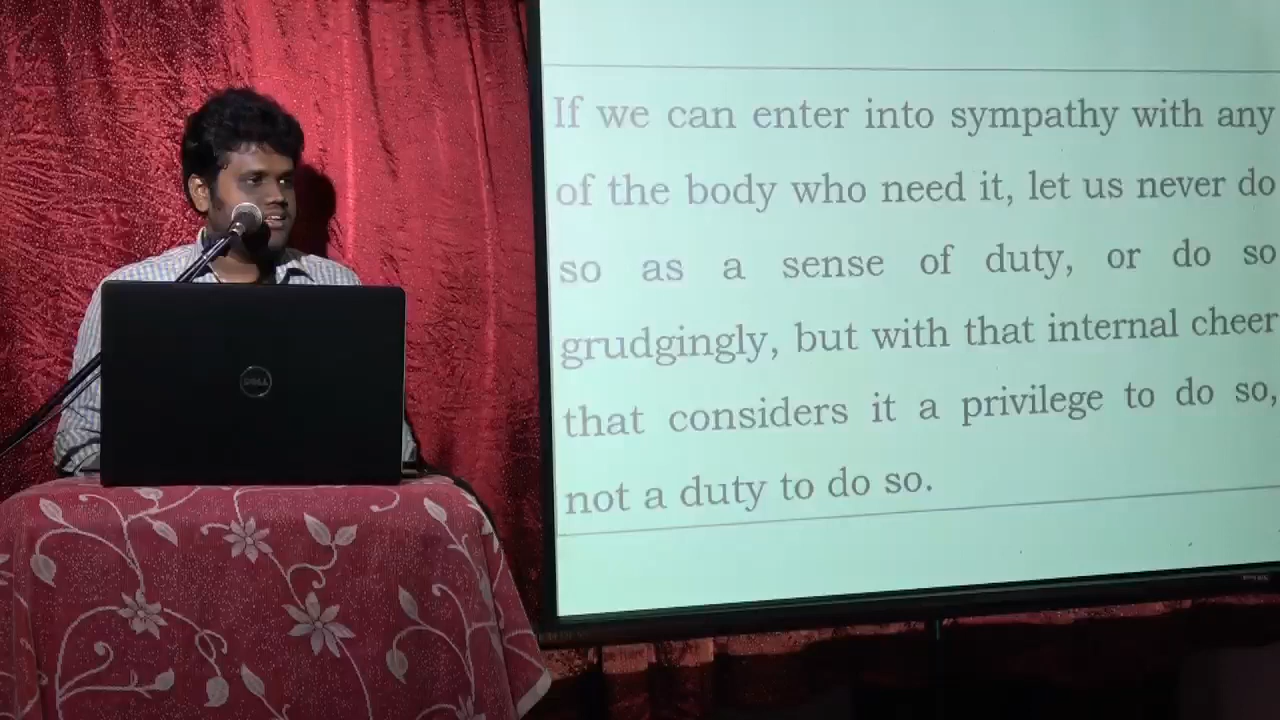 If we can enter into sympathy with any
of the body who need it, let us never do
so as a sense of duty, or do so
grudgingly, but with that internal cheer
that considers it a privilege to do so,
not a duty to do so.
DELL